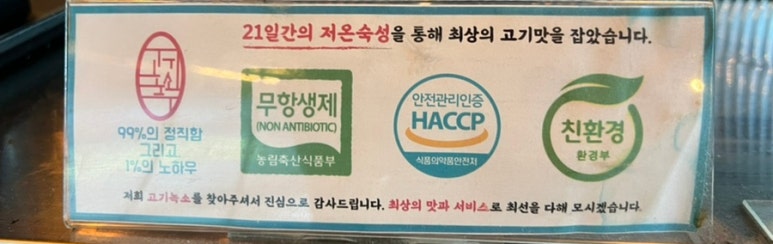 21일간의 저온숙성을 통해 최상의 고기맛을 잡았습니다.
99%의 정직함
그리고
1%의 노하우
무항생제
(NON ANTIBIOTIC)
농림축산식품부
안전관리인증
HACCP
식품의약품안전처
친환경
환경부
저희 고기녹소를 찾아주셔서 진심으로 감사드립니다. 최상의 맛과 서비스로 최선을 다해 모시겠습니다.